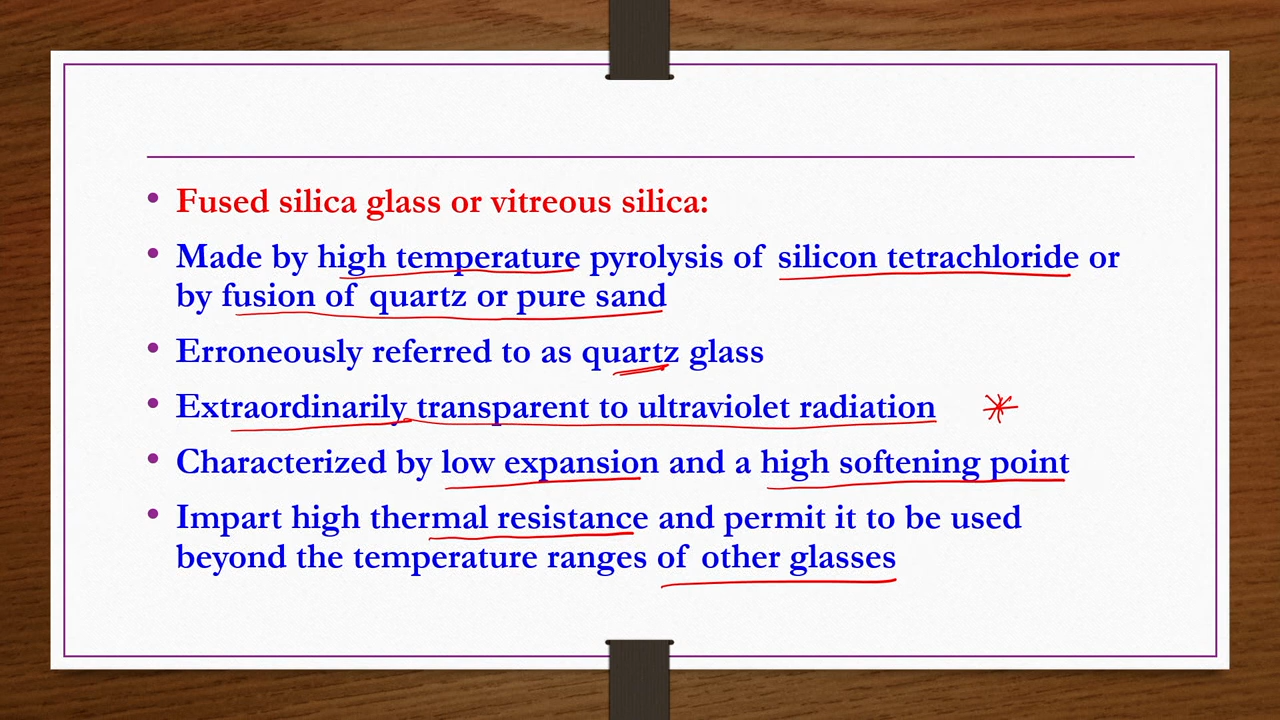 • Fused silica glass or vitreous silica:
• Made by high temperature pyrolysis of silicon tetrachloride or
by fusion of quartz or pure sand
• Erroneously referred to as quartz glass
• Extraordinarily transparent to ultraviolet radiation *
• Characterized by low expansion and a high softening point
• Impart high thermal resistance and permit it to be used
beyond the temperature ranges of other glasses